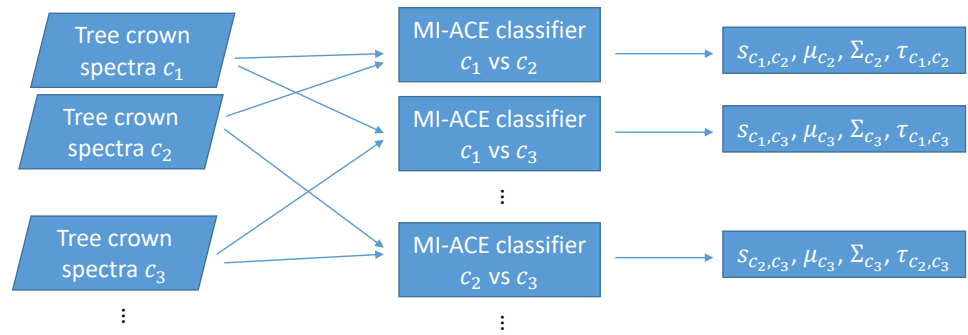 Tree crown
spectra c₁
MI-ACE classifier
c₁ vs c₂
s_{c₁,c₂}, μ_{c₂}, Σ_{c₂}, τ_{c₁,c₂}
Tree crown
spectra c₂
MI-ACE classifier
c₁ vs c₃
s_{c₁,c₃}, μ_{c₃}, Σ_{c₃}, τ_{c₁,c₃}
⋮
Tree crown
spectra c₃
MI-ACE classifier
c₂ vs c₃
s_{c₂,c₃}, μ_{c₃}, Σ_{c₃}, τ_{c₂,c₃}
⋮
⋮